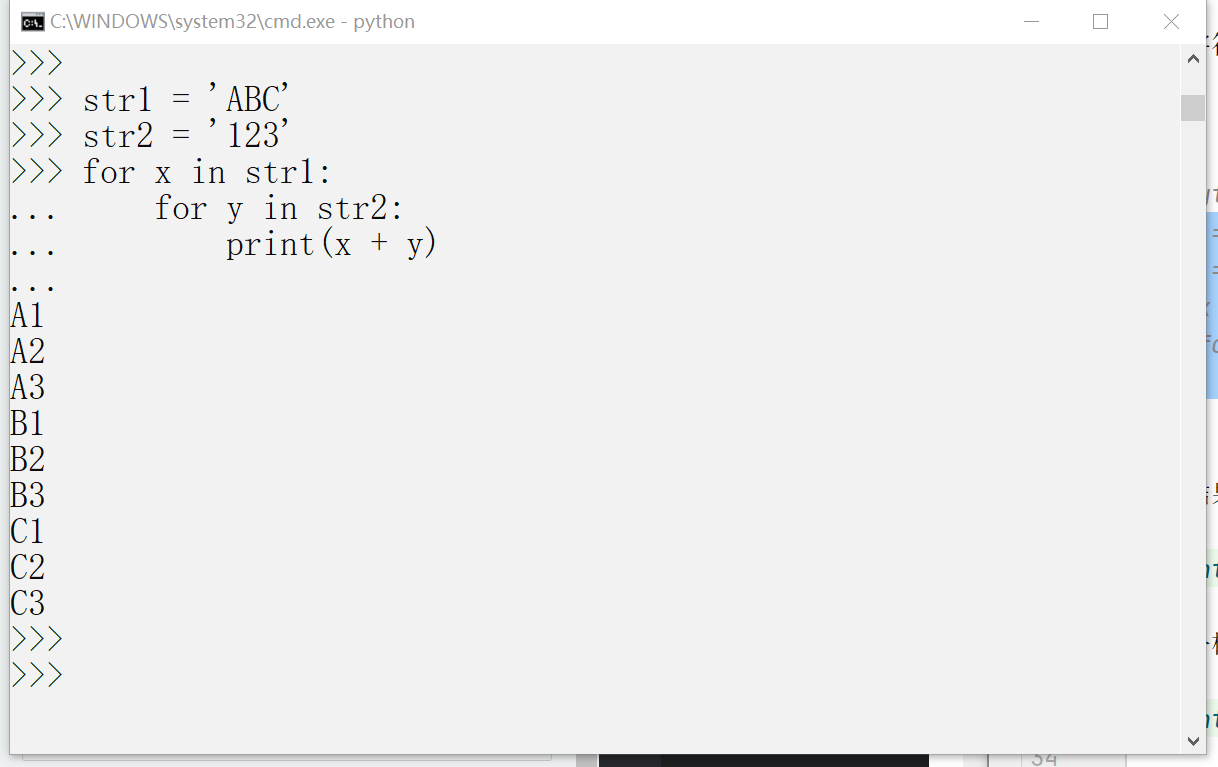 C:\WINDOWS\system32\cmd.exe - python
>>>
>>> str1 = 'ABC'
>>> str2 = '123'
>>> for x in str1:
...     for y in str2:
...         print(x + y)
...
A1
A2
A3
B1
B2
B3
C1
C2
C3
>>>
>>>
34